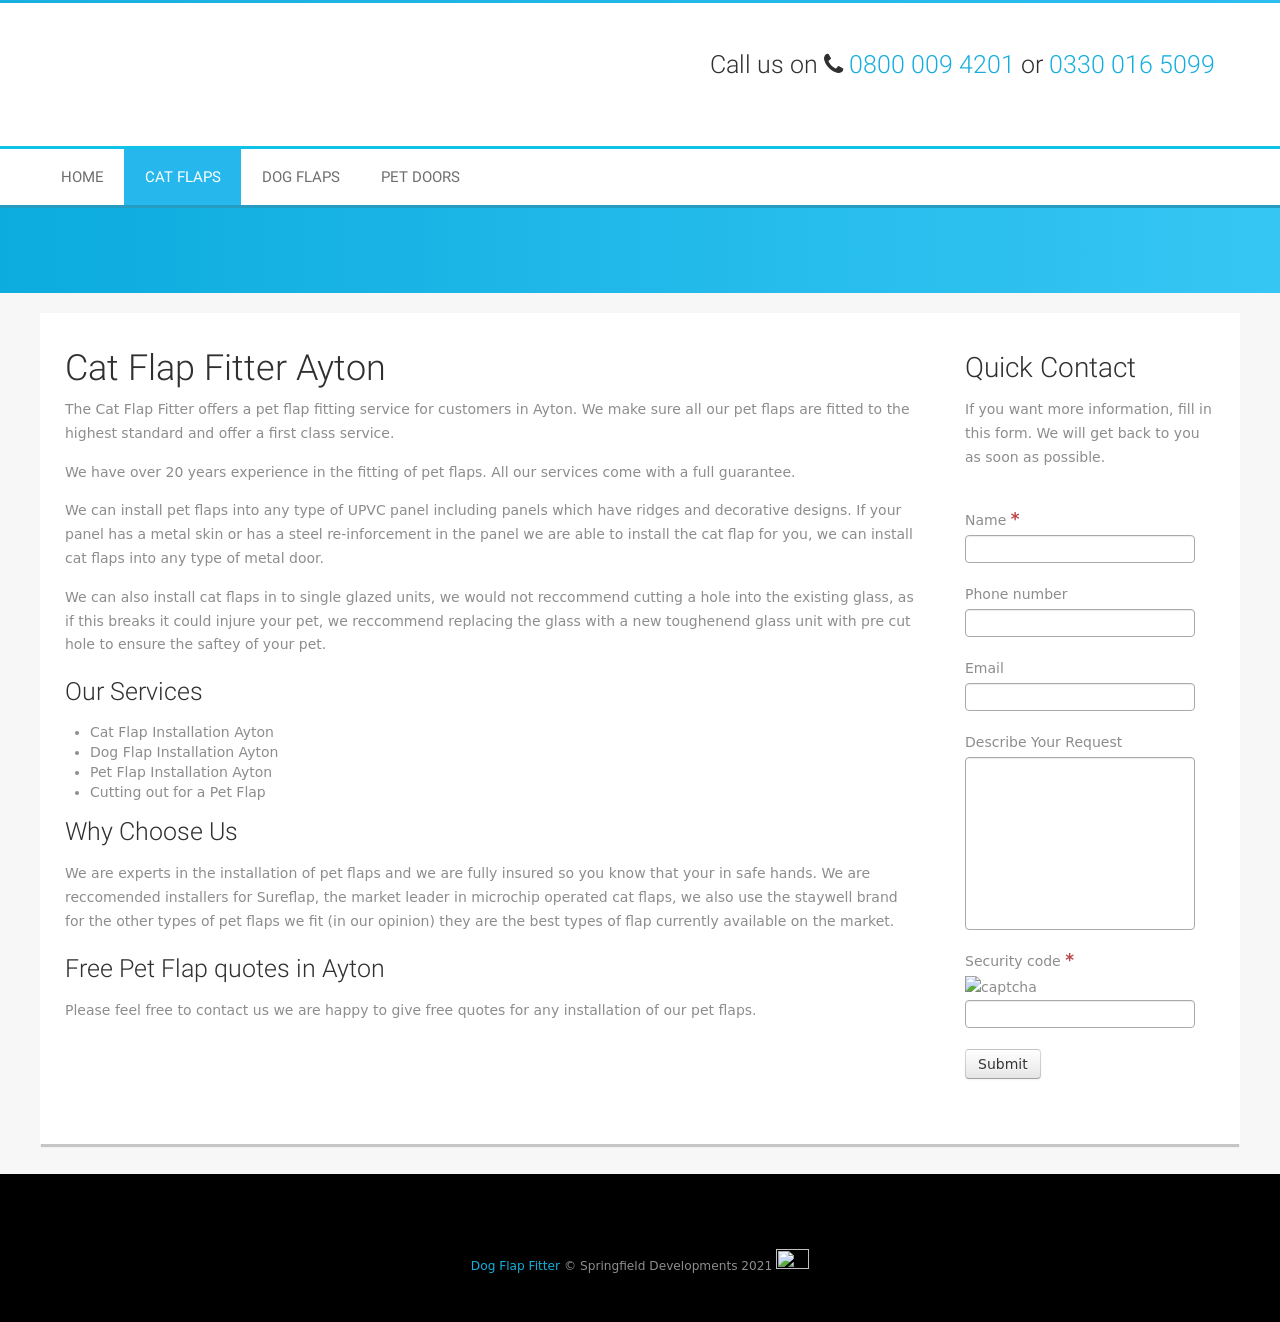 Call us on 0800 009 4201 or 0330 016 5099
HOME
CAT FLAPS
DOG FLAPS
PET DOORS
Cat Flap Fitter Ayton
The Cat Flap Fitter offers a pet flap fitting service for customers in Ayton. We make sure all our pet flaps are fitted to the
highest standard and offer a first class service.
We have over 20 years experience in the fitting of pet flaps. All our services come with a full guarantee.
We can install pet flaps into any type of UPVC panel including panels which have ridges and decorative designs. If your
panel has a metal skin or has a steel re-inforcement in the panel we are able to install the cat flap for you, we can install
cat flaps into any type of metal door.
We can also install cat flaps in to single glazed units, we would not reccommend cutting a hole into the existing glass, as
if this breaks it could injure your pet, we reccommend replacing the glass with a new toughenend glass unit with pre cut
hole to ensure the saftey of your pet.
Our Services
• Cat Flap Installation Ayton
• Dog Flap Installation Ayton
• Pet Flap Installation Ayton
• Cutting out for a Pet Flap
Why Choose Us
We are experts in the installation of pet flaps and we are fully insured so you know that your in safe hands. We are
reccomended installers for Sureflap, the market leader in microchip operated cat flaps, we also use the staywell brand
for the other types of pet flaps we fit (in our opinion) they are the best types of flap currently available on the market.
Free Pet Flap quotes in Ayton
Please feel free to contact us we are happy to give free quotes for any installation of our pet flaps.
Quick Contact
If you want more information, fill in
this form. We will get back to you
as soon as possible.
Name *
Phone number
Email
Describe Your Request
Security code *
captcha
Submit
Dog Flap Fitter © Springfield Developments 2021